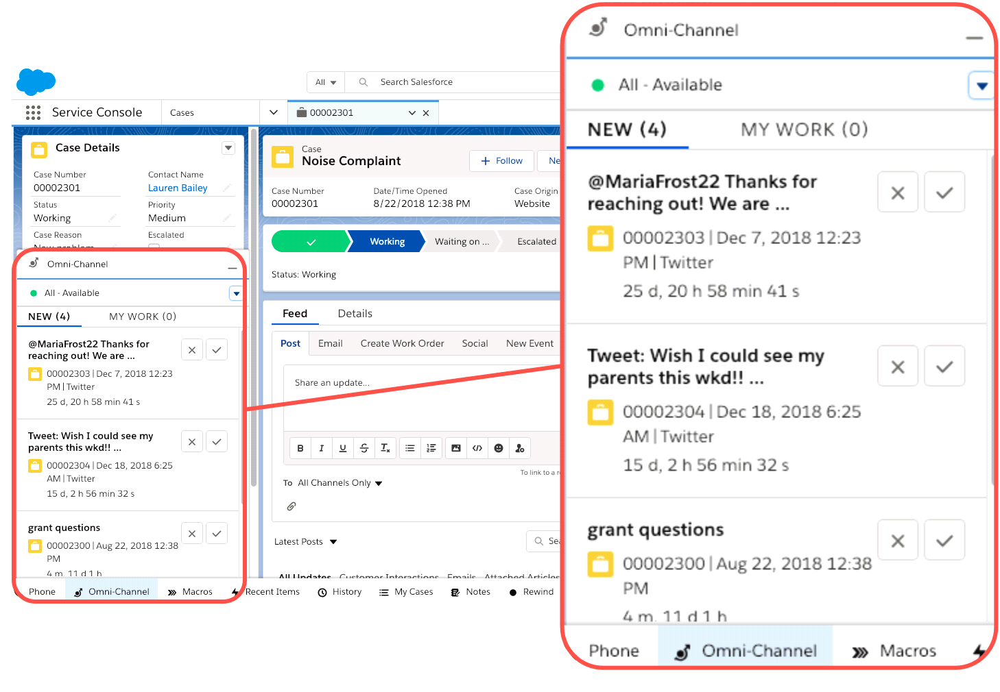 All
Search Salesforce
Service Console
Cases
00002301
Case Details
Case Number
Contact Name
00002301
Lauren Bailey
Status
Priority
Working
Medium
Case Reason
Escalated
New problem
Omni-Channel
All - Available
NEW (4)
MY WORK (0)
@MariaFrost22 Thanks for
reaching out! We are ...
00002303 | Dec 7, 2018 12:23
PM | Twitter
25 d, 20 h 58 min 41 s
Tweet: Wish I could see my
parents this wkd!! ...
00002304 | Dec 18, 2018 6:25
AM | Twitter
15 d, 2 h 56 min 32 s
grant questions
00002300 | Aug 22, 2018 12:38
PM
4 m, 11 d 1 h
Case
Noise Complaint
Follow
Ne
Case Number
Date/Time Opened
Case Origin
00002301
8/22/2018 12:38 PM
Website
Working
Waiting on ...
Escalated
Status: Working
Feed
Details
Post
Email
Create Work Order
Social
New Event
Share an update...
B I U S Tx
To link to a r
To All Channels Only
Latest Posts
Sea
All Updates
Customer Interactions
Emails
Attached Articles
Phone
Omni-Channel
Macros
Recent Items
History
My Cases
Notes
Rewind
Omni-Channel
All - Available
NEW (4)
MY WORK (0)
@MariaFrost22 Thanks for
reaching out! We are ...
00002303 | Dec 7, 2018 12:23
PM | Twitter
25 d, 20 h 58 min 41 s
Tweet: Wish I could see my
parents this wkd!! ...
00002304 | Dec 18, 2018 6:25
AM | Twitter
15 d, 2 h 56 min 32 s
grant questions
00002300 | Aug 22, 2018 12:38
PM
4 m, 11 d 1 h
Phone
Omni-Channel
Macros